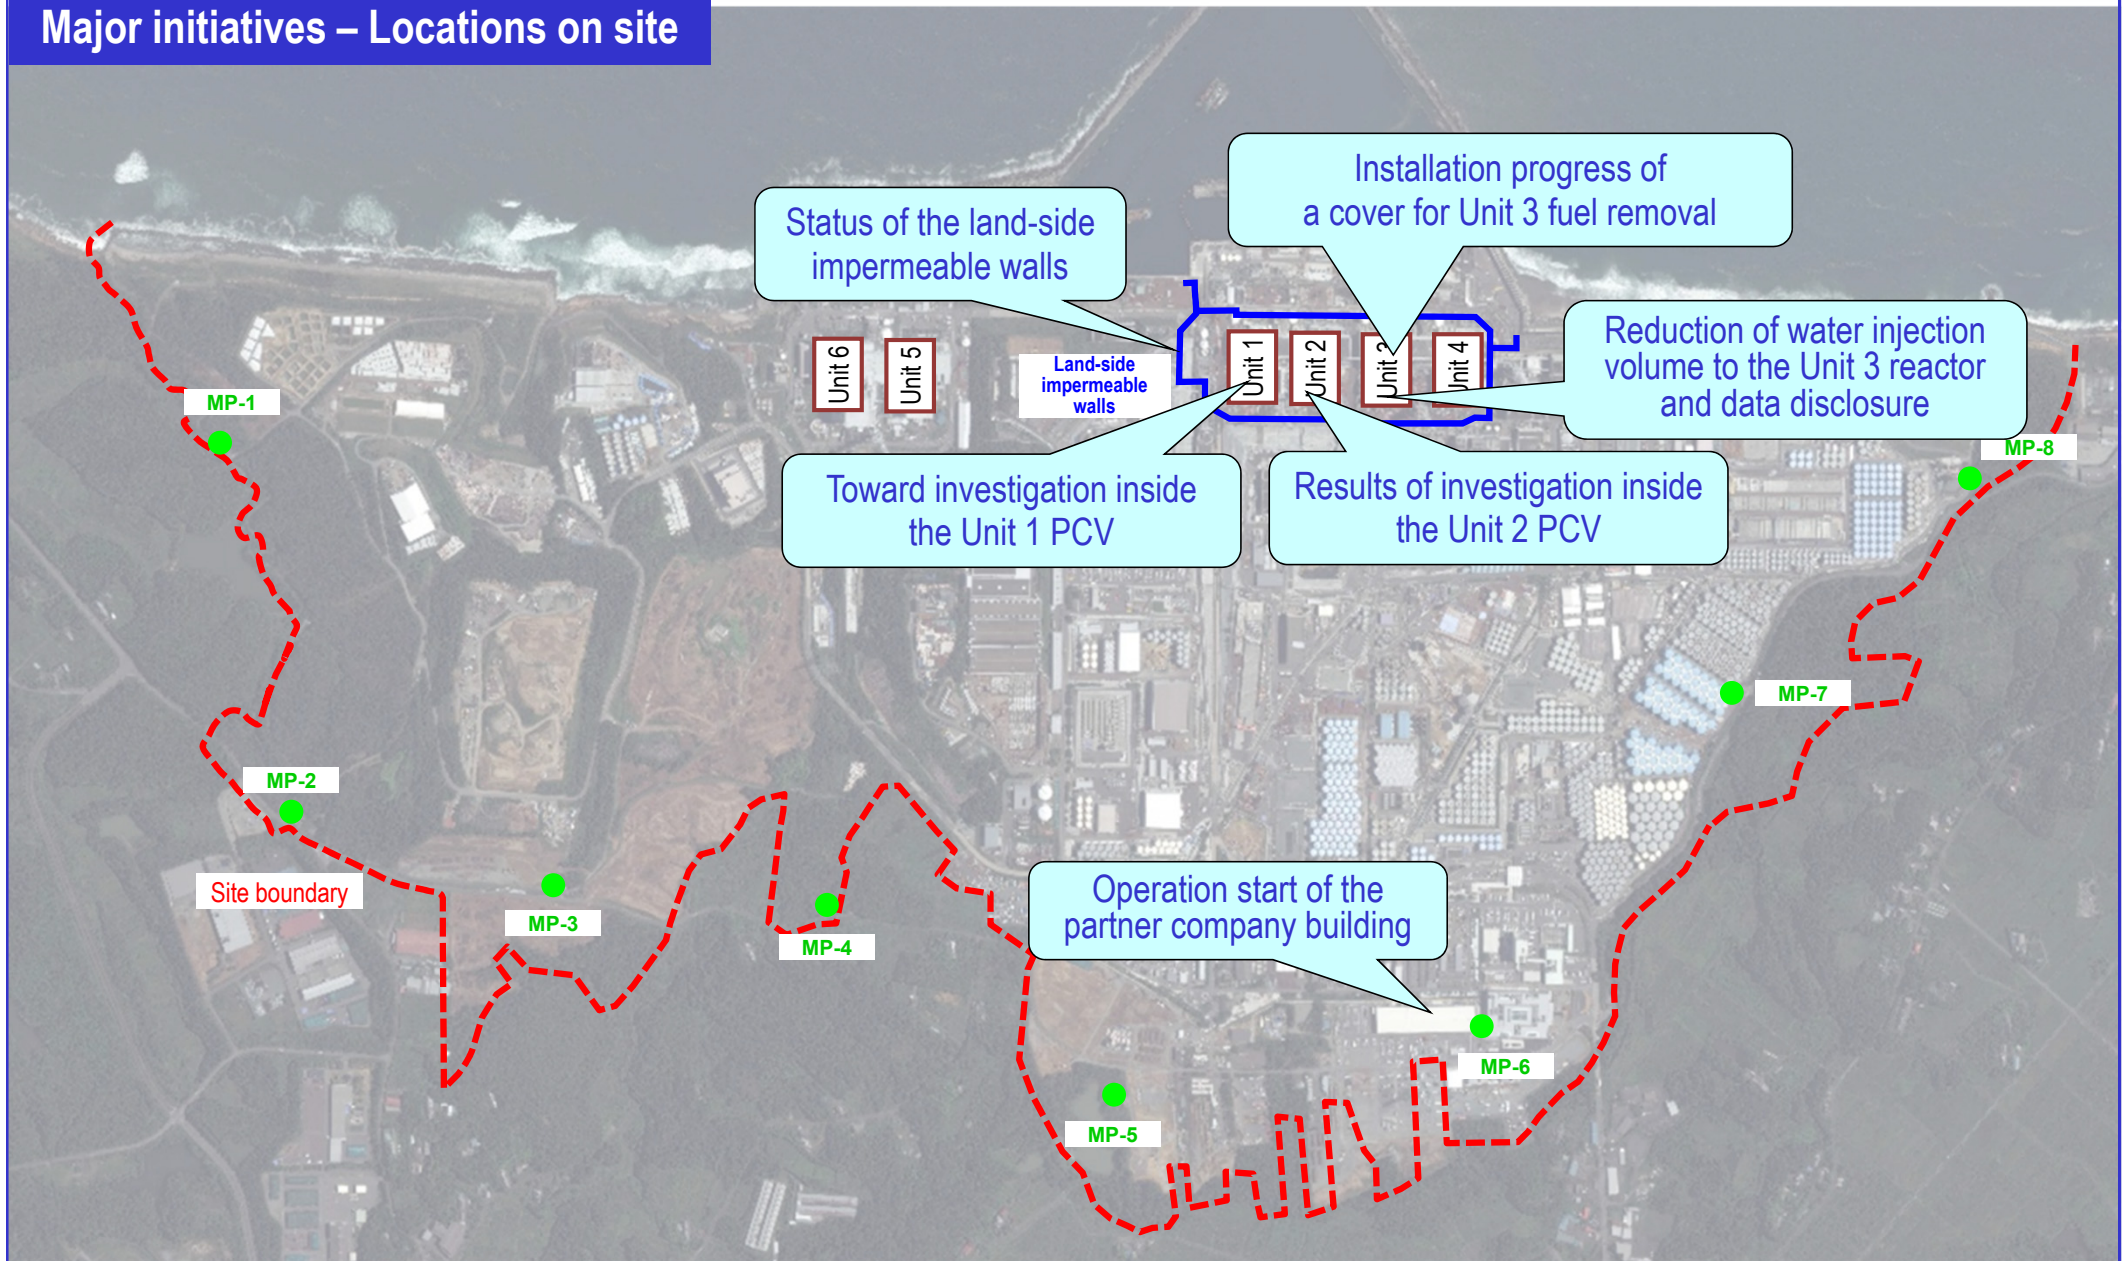 Major initiatives – Locations on site
Installation progress of
a cover for Unit 3 fuel removal
Status of the land-side
impermeable walls
Reduction of water injection
volume to the Unit 3 reactor
and data disclosure
Unit 6
Unit 5
Land-side
impermeable
walls
Unit 1
Unit 2
Unit 3
Unit 4
MP-1
MP-8
Toward investigation inside
the Unit 1 PCV
Results of investigation inside
the Unit 2 PCV
MP-7
MP-2
Site boundary
MP-3
MP-4
Operation start of the
partner company building
MP-6
MP-5